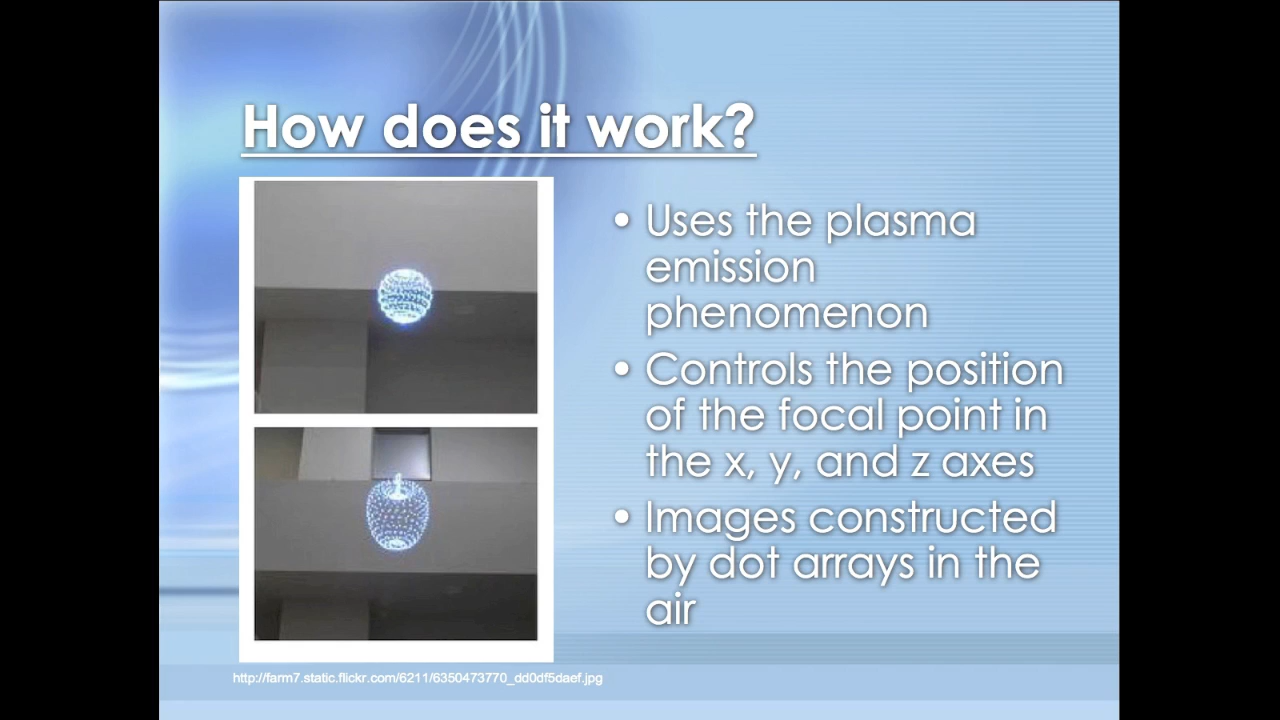 How does it work?
• Uses the plasma
emission
phenomenon
• Controls the position
of the focal point in
the x, y, and z axes
• Images constructed
by dot arrays in the
air
http://farm7.static.flickr.com/6211/6350473770_dd0df5daef.jpg